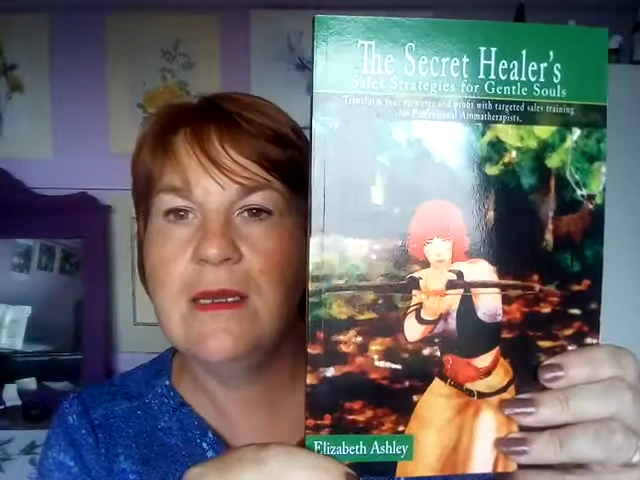 The Secret Healer's
Sales Strategies for Gentle Souls
Transform your turnover and profit with targeted sales training
for Professional Aromatherapists.
Elizabeth Ashley